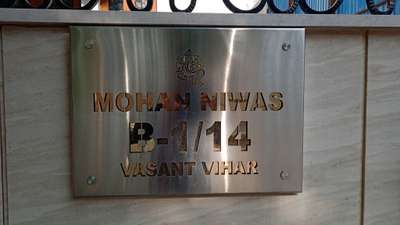 MOHAN NIWAS
B-1/14
VASANT VIHAR